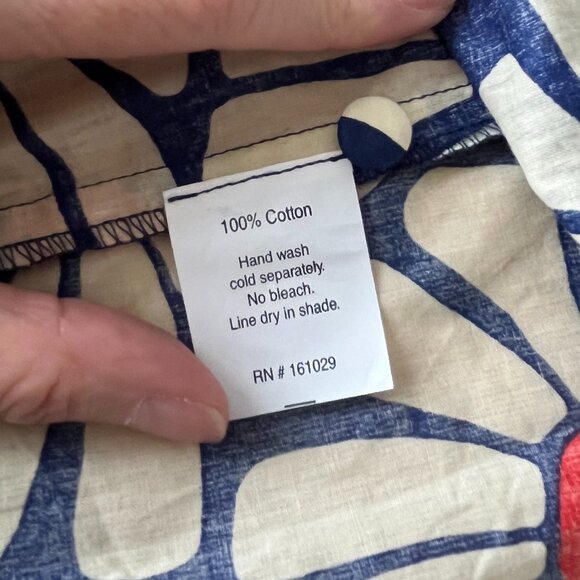 100% Cotton
Hand wash
cold separately.
No bleach.
Line dry in shade.
RN # 161029